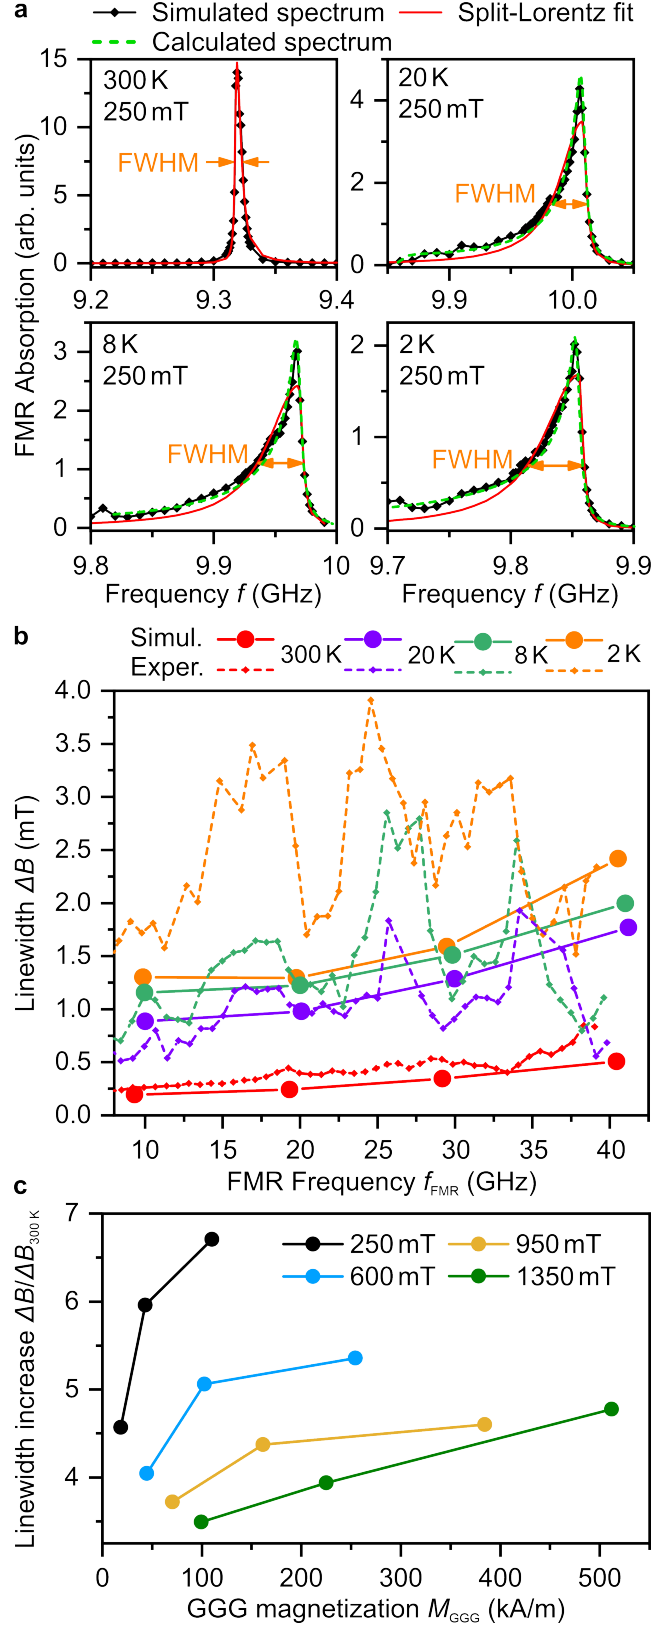 a
Simulated spectrum Split-Lorentz fit
Calculated spectrum
FMR Absorption (arb. units)
15
10
5
0
300 K
250 mT
FWHM
9.2 9.3 9.4
4
2
0
20 K
250 mT
FWHM
9.9 10.0
3
2
1
0
8 K
250 mT
FWHM
9.8 9.9 10
Frequency f (GHz)
2
1
0
2 K
250 mT
FWHM
9.7 9.8 9.9
Frequency f (GHz)
b
Simul.
Exper.
300 K 20 K 8 K 2 K
Linewidth ΔB (mT)
4.0
3.5
3.0
2.5
2.0
1.5
1.0
0.5
0.0
10 15 20 25 30 35 40
FMR Frequency fFMR (GHz)
c
Linewidth increase ΔB/ΔB300 K
7
6
5
4
250 mT 950 mT
600 mT 1350 mT
0 100 200 300 400 500
GGG magnetization MGGG (kA/m)